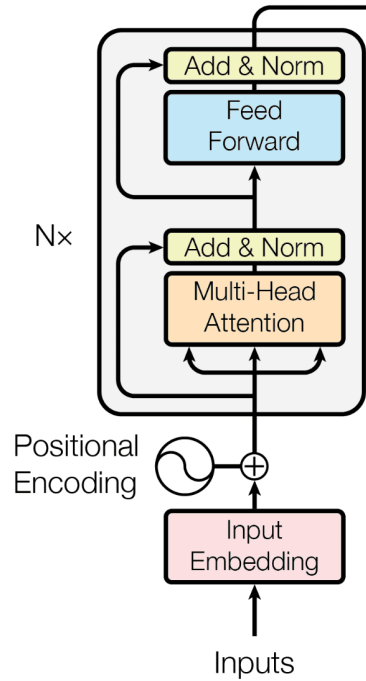 Add & Norm
Feed
Forward
N×
Add & Norm
Multi-Head
Attention
Positional
Encoding
Input
Embedding
Inputs